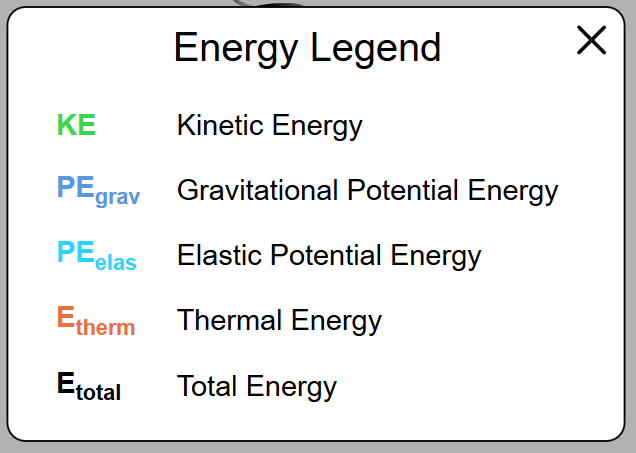 Energy Legend
KE Kinetic Energy
PEgrav Gravitational Potential Energy
PEelas Elastic Potential Energy
Etherm Thermal Energy
Etotal Total Energy